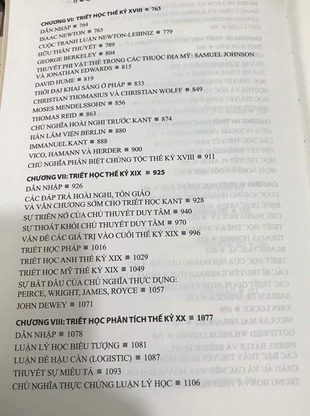 CHƯƠNG VI: TRIẾT HỌC THẾ KỶ XVIII ■ 763
DẪN NHẬP ■ 764
ISAAC NEWTON ■ 765
CUỘC TRANH LUẬN NEWTON-LEIBNIZ ■ 779
HỮU THẦN THUYẾT ■ 789
GEORGE BERKELEY ■ 804
THUYẾT PHI VẬT THỂ TRONG CÁC THUỘC ĐỊA MỸ: SAMUEL JOHNSON
VÀ JONATHAN EDWARDS ■ 815
DAVID HUME ■ 819
THỜI ĐẠI KHAI SÁNG Ở PHÁP ■ 833
CHRISTIAN THOMASIUS VÀ CHRISTIAN WOLFF ■ 849
MOSES MENDELSSOHN ■ 856
THOMAS REID ■ 863
CHỦ NGHĨA HOÀI NGHI TRƯỚC KANT ■ 874
HÀN LÂM VIỆN BERLIN ■ 880
IMMANUEL KANT ■ 888
VICO, HAMANN VÀ HERDER ■ 900
CHỦ NGHĨA PHÂN BIỆT CHỦNG TỘC THẾ KỶ XVIII ■ 911
CHƯƠNG VII: TRIẾT HỌC THẾ KỶ XIX ■ 925
DẪN NHẬP ■ 926
CÁC ĐÁP TRẢ HOÀI NGHI, TÔN GIÁO
VÀ VĂN CHƯƠNG SỚM CHO TRIẾT HỌC KANT ■ 928
SỰ TRIỂN NỞ CỦA CHỦ THUYẾT DUY TÂM ■ 940
SỰ THOÁT KHỎI CHỦ THUYẾT DUY TÂM ■ 970
VẤN ĐỀ CÁC GIÁ TRỊ VÀO CUỐI THẾ KỶ XIX ■ 996
TRIẾT HỌC PHÁP ■ 1016
TRIẾT HỌC ANH THẾ KỶ XIX ■ 1029
TRIẾT HỌC MỸ THẾ KỶ XIX ■ 1049
SỰ BẮT ĐẦU CỦA CHỦ NGHĨA THỰC DỤNG:
PEIRCE, WRIGHT, JAMES, ROYCE ■ 1057
JOHN DEWEY ■ 1071
CHƯƠNG VIII: TRIẾT HỌC PHÂN TÍCH THẾ KỶ XX ■ 1077
DẪN NHẬP ■ 1078
LUẬN LÝ HỌC BIỂU TƯỢNG ■ 1081
LUẬN ĐỀ HẬU CẦN (LOGISTIC) ■ 1087
THUYẾT SỰ MIÊU TẢ ■ 1093
CHỦ NGHĨA THỰC CHỨNG LUẬN LÝ HỌC ■ 1106